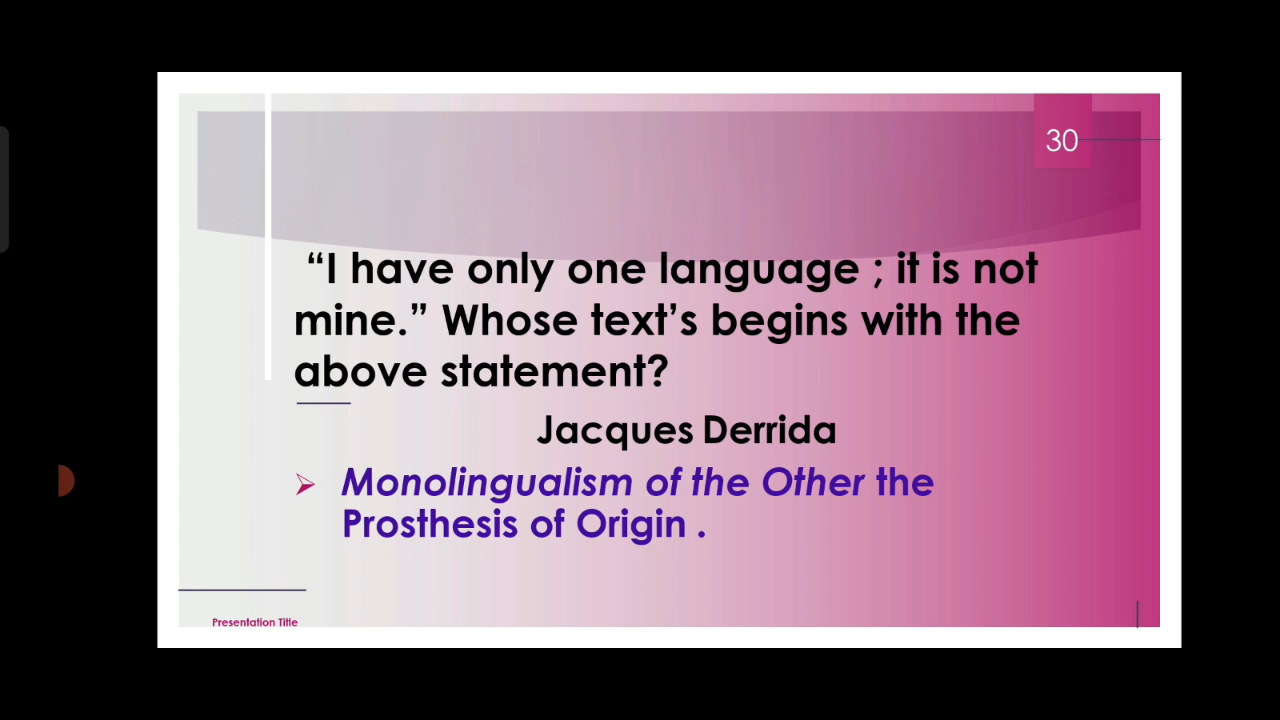 30
“I have only one language ; it is not
mine.” Whose text’s begins with the
above statement?
Jacques Derrida
➢ Monolingualism of the Other the
Prosthesis of Origin .
Presentation Title